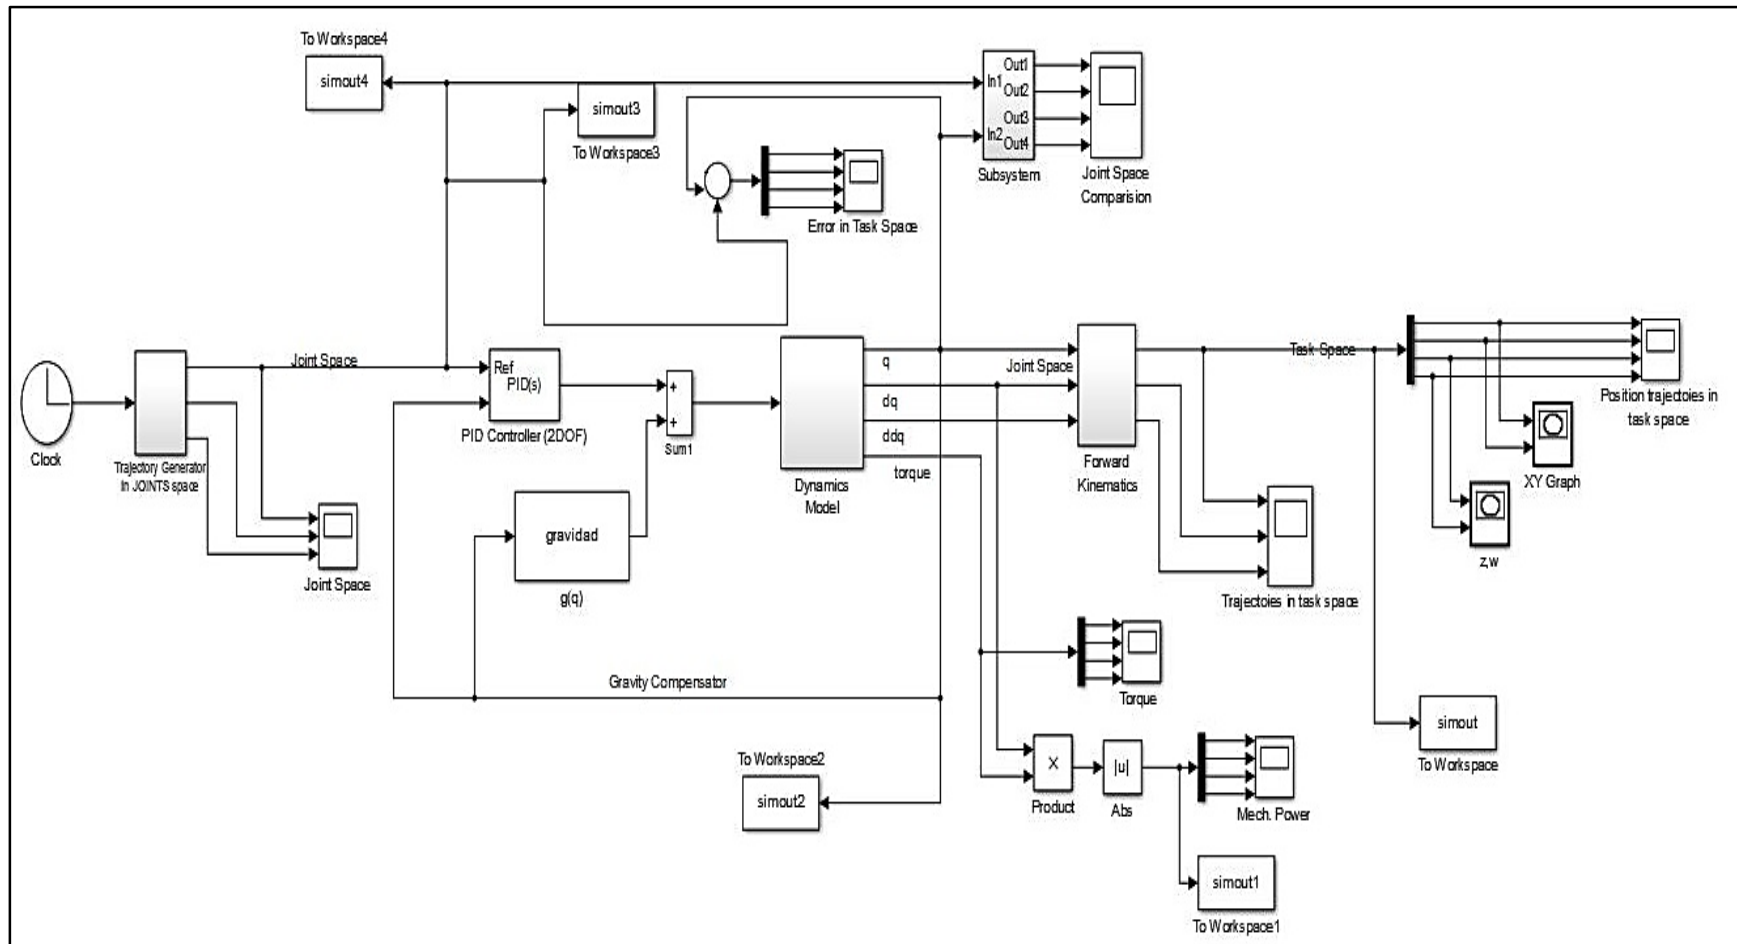 To Workspace4
simout4
simout3
To Workspace3
In1
In2
Out1
Out2
Out3
Out4
Subsystem
Joint Space
Comparision
Error in Task Space
Clock
Trajectory Generator
in JOINTS space
Joint Space
Joint Space
Ref
PID(s)
PID Controller (2DOF)
+
+
Sum1
gravidad
g(q)
Gravity Compensator
Dynamics
Model
q
dq
ddq
torque
Joint Space
Forward
Kinematics
Task Space
Position trajectoies in
task space
XY Graph
z,w
Trajectoies in task space
Torque
simout
To Workspace
To Workspace2
simout2
X
Product
|u|
Abs
Mech. Power
simout1
To Workspace1